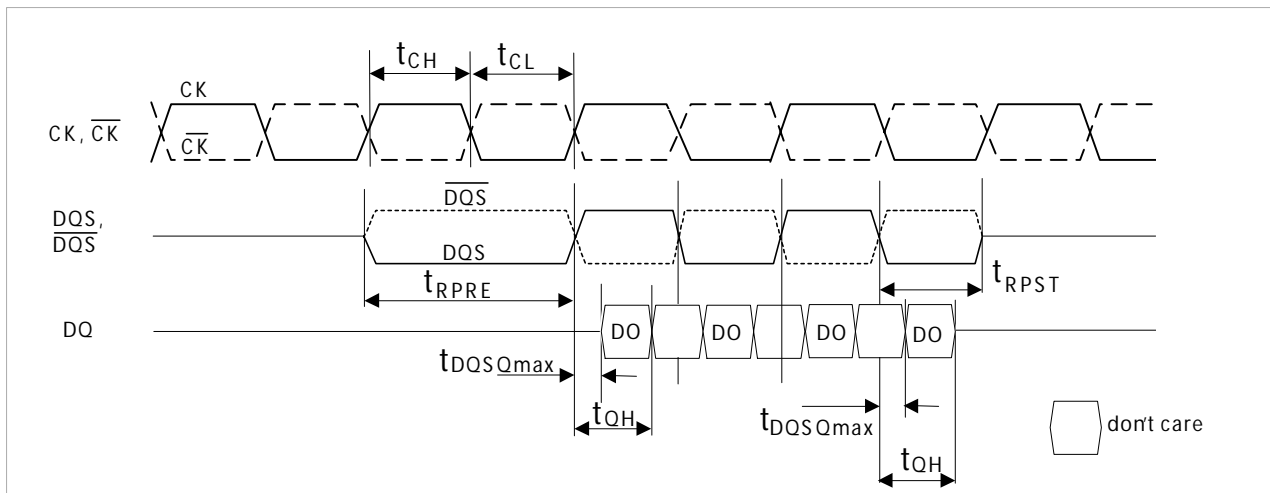 tCH tCL
CK
CK, CK
CK
DQS
DQS,
DQS
DQS
tRPRE
tRPST
DQ
DO DO DO DO
tDQSQmax
tQH
tDQSQmax
don't care
tQH